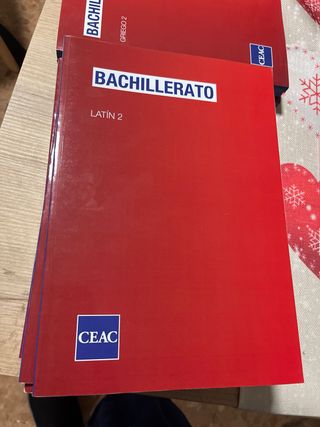 BACHILLERATO
GRIEGO 2
CEAC
BACHILLERATO
LATÍN 2
CEAC